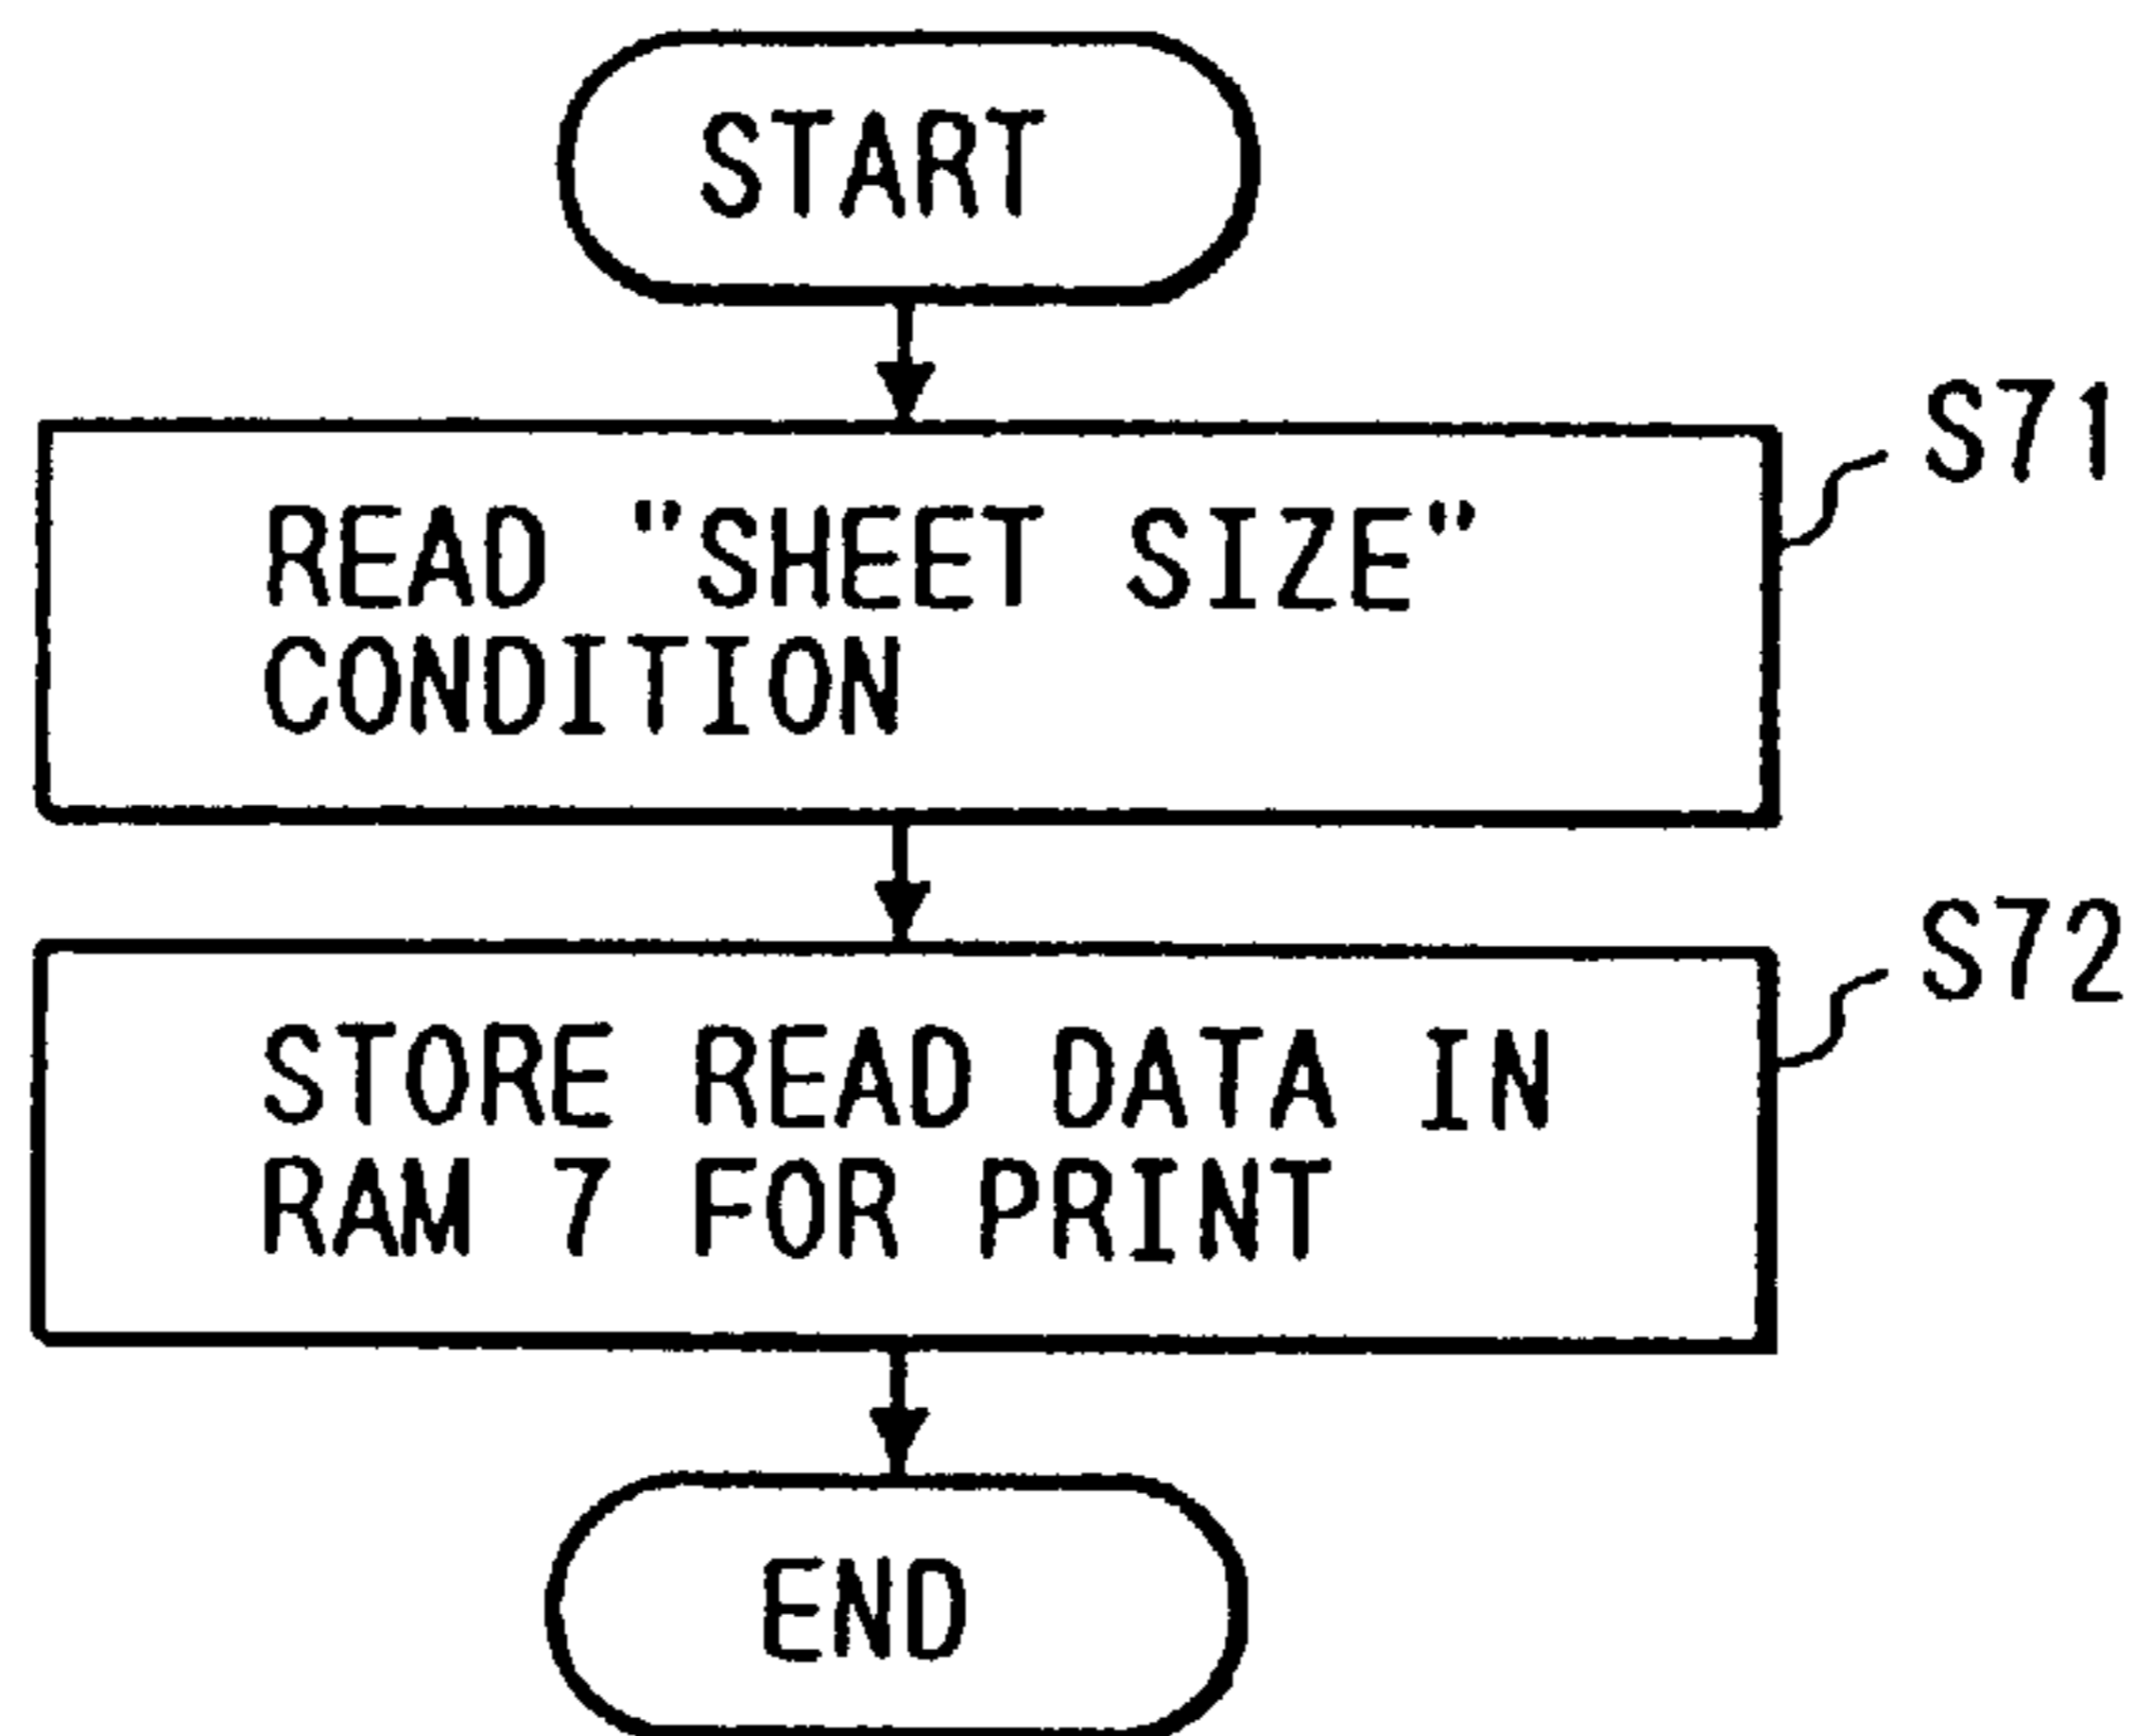 START
S71
READ "SHEET SIZE"
CONDITION
S72
STORE READ DATA IN
RAM 7 FOR PRINT
END